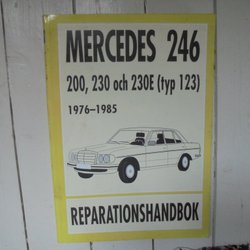 MERCEDES 246
200, 230 och 230E (typ 123)
1976–1985
REPARATIONSHANDBOK